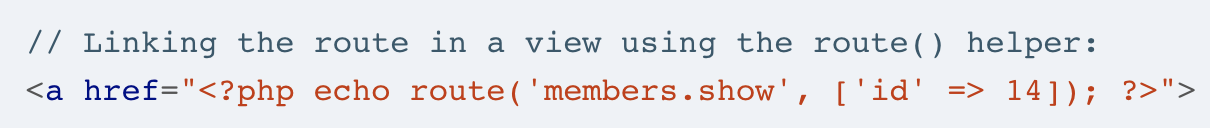 // Linking the route in a view using the route() helper:
<a href="<?php echo route('members.show', ['id' => 14]); ?>">